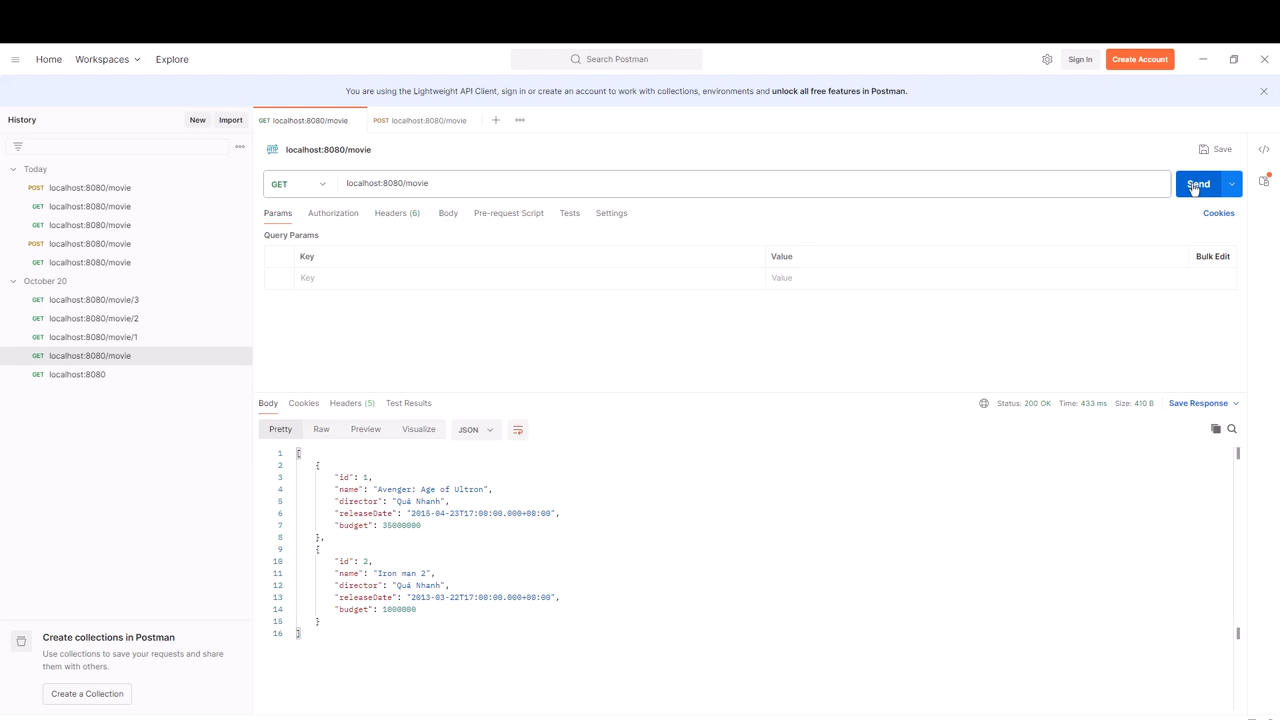 Home Workspaces Explore Search Postman Sign In Create Account
You are using the Lightweight API Client, sign in or create an account to work with collections, environments and unlock all free features in Postman.
History New Import GET localhost:8080/movie POST localhost:8080/movie
localhost:8080/movie Save
Today
POST localhost:8080/movie
GET localhost:8080/movie
GET localhost:8080/movie
POST localhost:8080/movie
GET localhost:8080/movie
October 20
GET localhost:8080/movie/3
GET localhost:8080/movie/2
GET localhost:8080/movie/1
GET localhost:8080/movie
GET localhost:8080
GET localhost:8080/movie Send
Params Authorization Headers (6) Body Pre-request Script Tests Settings Cookies
Query Params
Key Value Bulk Edit
Key Value
Body Cookies Headers (5) Test Results Status: 200 OK Time: 433 ms Size: 410 B Save Response
Pretty Raw Preview Visualize JSON
1 [
2 {
3 "id": 1,
4 "name": "Avenger: Age of Ultron",
5 "director": "Quá Nhanh",
6 "releaseDate": "2015-04-23T17:00:00.000+00:00",
7 "budget": 35000000
8 },
9 {
10 "id": 2,
11 "name": "Iron man 2",
12 "director": "Quá Nhanh",
13 "releaseDate": "2013-03-22T17:00:00.000+00:00",
14 "budget": 1000000
15 }
16 ]
Create collections in Postman
Use collections to save your requests and share
them with others.
Create a Collection